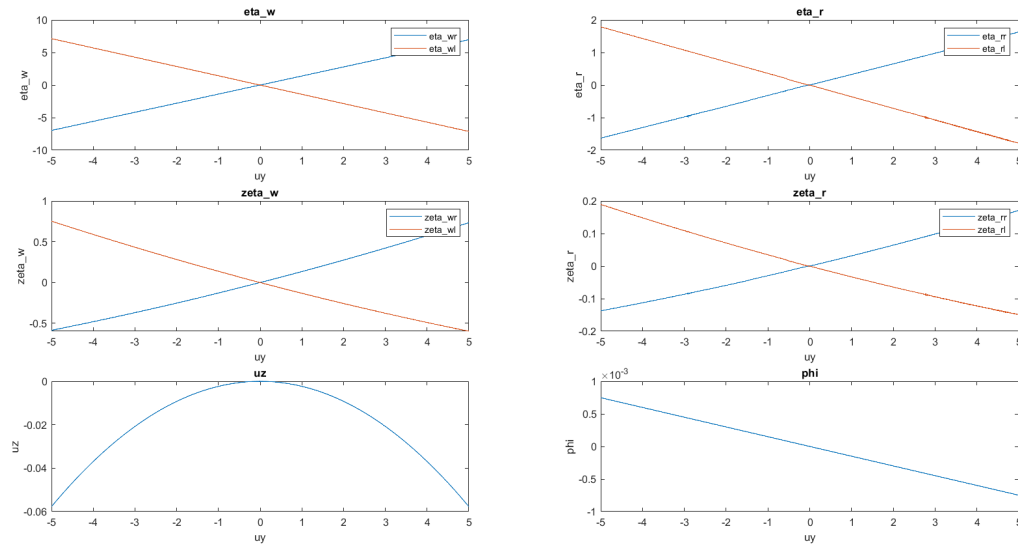 eta_w
10
5
0
-5
-10
eta_w
eta_wr
eta_wl
-5 -4 -3 -2 -1 0 1 2 3 4 5
uy
eta_r
2
1
0
-1
-2
eta_r
eta_rr
eta_rl
-5 -4 -3 -2 -1 0 1 2 3 4 5
uy
zeta_w
1
0.5
0
-0.5
zeta_w
zeta_wr
zeta_wl
-5 -4 -3 -2 -1 0 1 2 3 4 5
uy
zeta_r
0.2
0.1
0
-0.1
-0.2
zeta_r
zeta_rr
zeta_rl
-5 -4 -3 -2 -1 0 1 2 3 4 5
uy
uz
0
-0.02
-0.04
-0.06
uz
-5 -4 -3 -2 -1 0 1 2 3 4 5
uy
phi
×10⁻³
1
0.5
0
-0.5
-1
phi
-5 -4 -3 -2 -1 0 1 2 3 4 5
uy